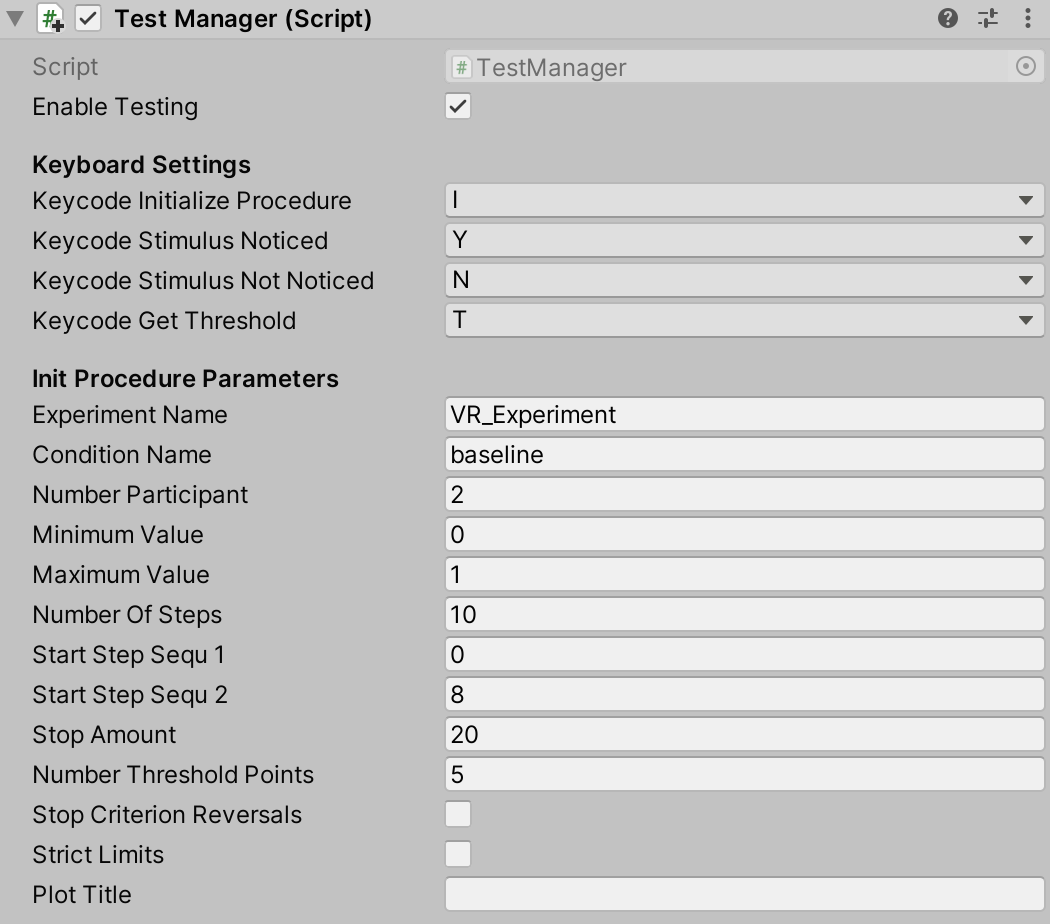 Test Manager (Script)
Script # TestManager
Enable Testing
Keyboard Settings
Keycode Initialize Procedure I
Keycode Stimulus Noticed Y
Keycode Stimulus Not Noticed N
Keycode Get Threshold T
Init Procedure Parameters
Experiment Name VR_Experiment
Condition Name baseline
Number Participant 2
Minimum Value 0
Maximum Value 1
Number Of Steps 10
Start Step Sequ 1 0
Start Step Sequ 2 8
Stop Amount 20
Number Threshold Points 5
Stop Criterion Reversals
Strict Limits
Plot Title